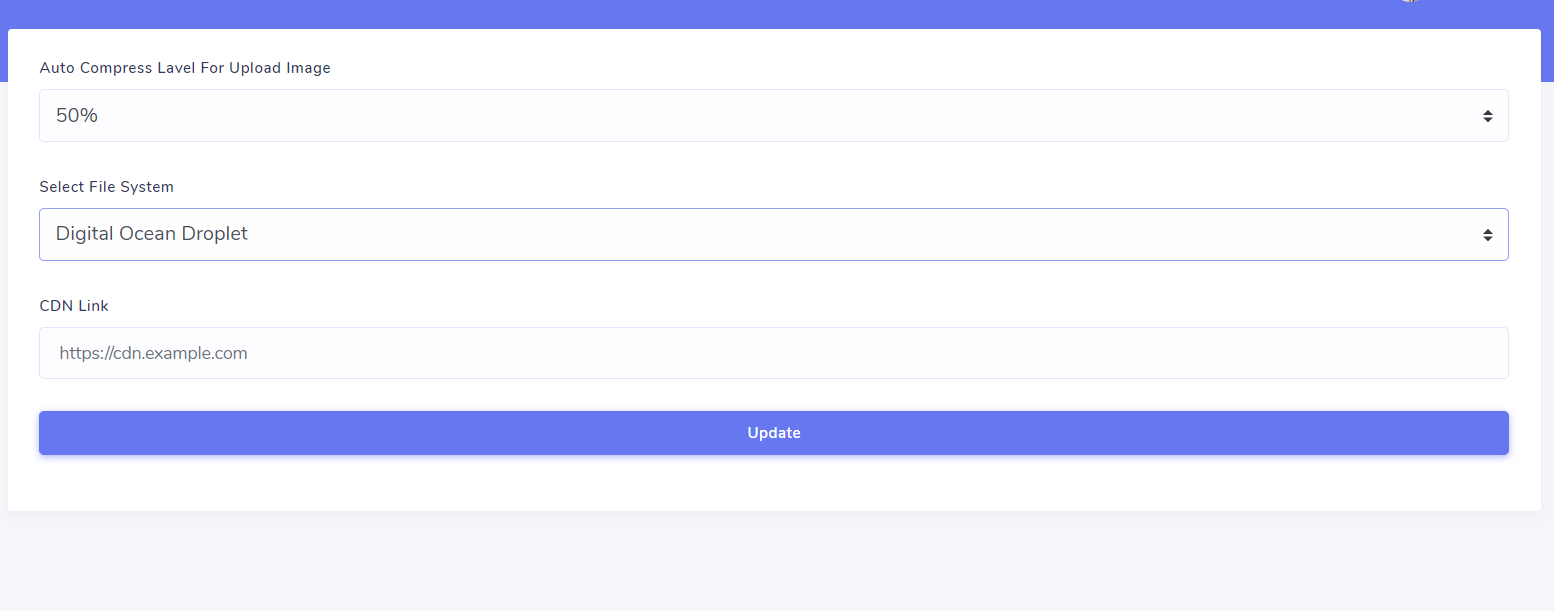 Auto Compress Lavel For Upload Image
50%
Select File System
Digital Ocean Droplet
CDN Link
https://cdn.example.com
Update